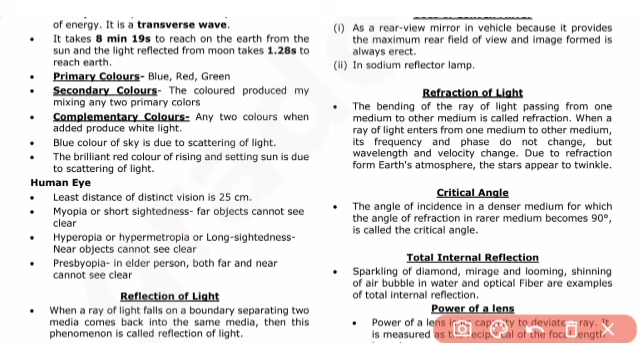 of energy. It is a transverse wave.
• It takes 8 min 19s to reach on the earth from the
sun and the light reflected from moon takes 1.28s to
reach earth.
• Primary Colours- Blue, Red, Green
• Secondary Colours- The coloured produced my
mixing any two primary colors
• Complementary Colours- Any two colours when
added produce white light.
• Blue colour of sky is due to scattering of light.
• The brilliant red colour of rising and setting sun is due
to scattering of light.
Human Eye
• Least distance of distinct vision is 25 cm.
• Myopia or short sightedness- far objects cannot see
clear
• Hyperopia or hypermetropia or Long-sightedness-
Near objects cannot see clear
• Presbyopia- in elder person, both far and near
cannot see clear
Reflection of Light
• When a ray of light falls on a boundary separating two
media comes back into the same media, then this
phenomenon is called reflection of light.
(i) As a rear-view mirror in vehicle because it provides
the maximum rear field of view and image formed is
always erect.
(ii) In sodium reflector lamp.
Refraction of Light
• The bending of the ray of light passing from one
medium to other medium is called refraction. When a
ray of light enters from one medium to other medium,
its frequency and phase do not change, but
wavelength and velocity change. Due to refraction
form Earth's atmosphere, the stars appear to twinkle.
Critical Angle
• The angle of incidence in a denser medium for which
the angle of refraction in rarer medium becomes 90°,
is called the critical angle.
Total Internal Reflection
• Sparkling of diamond, mirage and looming, shinning
of air bubble in water and optical Fiber are examples
of total internal reflection.
Power of a lens
• Power of a lens to deviate ray. It
is measured as of the focal length